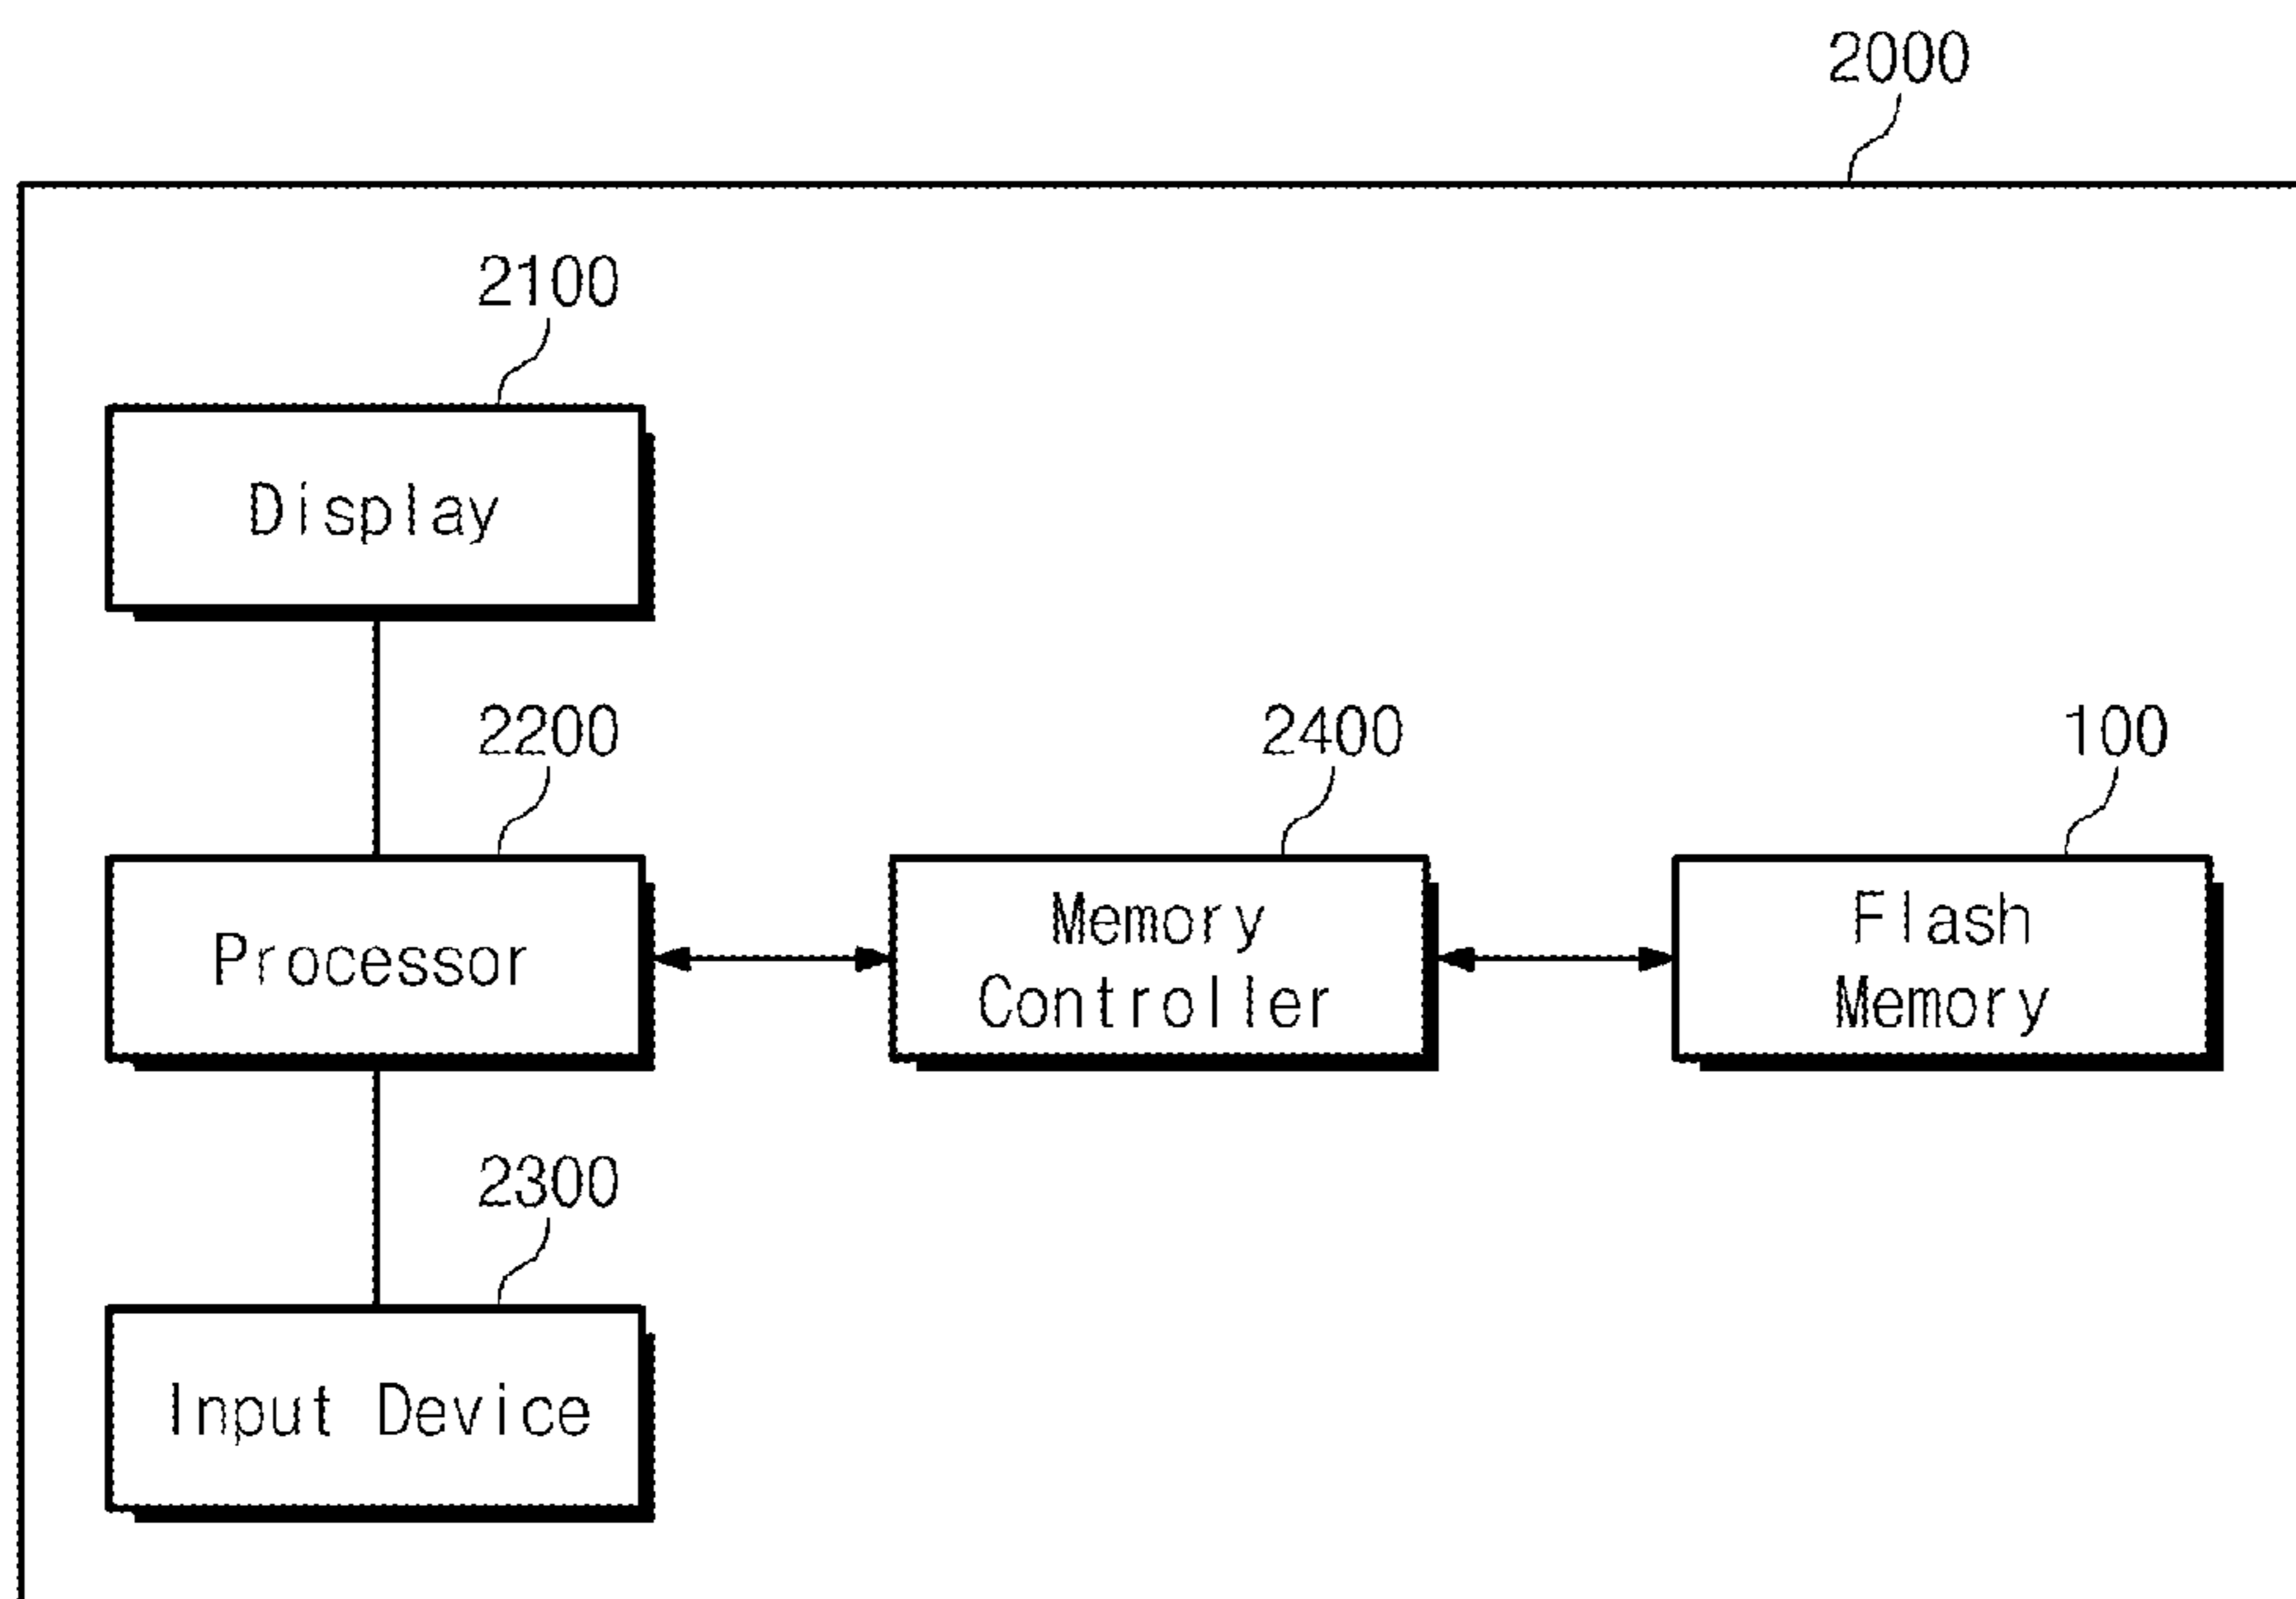 2000
2100
Display
2200
2400
100
Processor
Memory
Controller
Flash
Memory
2300
Input Device